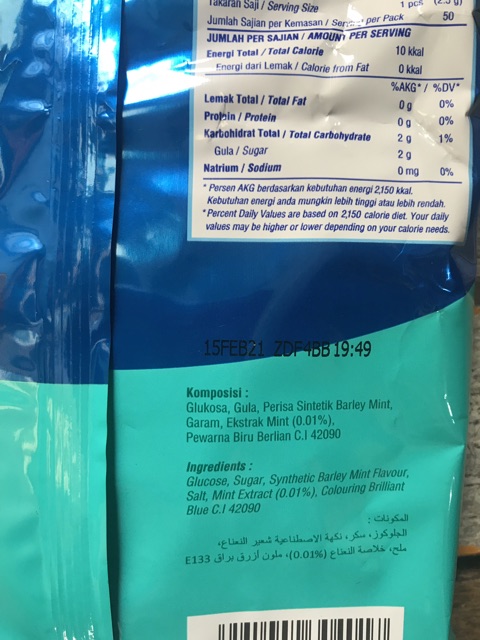 Takaran Saji / Serving Size 1 pcs (2.5 g)
Jumlah Sajian per Kemasan / Serving per Pack 50
JUMLAH PER SAJIAN / AMOUNT PER SERVING
Energi Total / Total Calorie 10 kkal
Energi dari Lemak / Calorie from Fat 0 kkal
%AKG* / %DV*
Lemak Total / Total Fat 0 g 0%
Protein / Protein 0 g 0%
Karbohidrat Total / Total Carbohydrate 2 g 1%
Gula / Sugar 2 g
Natrium / Sodium 0 mg 0%
* Persen AKG berdasarkan kebutuhan energi 2,150 kkal.
Kebutuhan energi anda mungkin lebih tinggi atau lebih rendah.
* Percent Daily Values are based on 2,150 calorie diet. Your daily
values may be higher or lower depending on your calorie needs.
15FEB21 ZDF4BB 19:49
Komposisi :
Glukosa, Gula, Perisa Sintetik Barley Mint,
Garam, Ekstrak Mint (0.01%),
Pewarna Biru Berlian C.I 42090
Ingredients :
Glucose, Sugar, Synthetic Barley Mint Flavour,
Salt, Mint Extract (0.01%), Colouring Brilliant
Blue C.I 42090
المكونات :
الجلوكوز، سكر، نكهة الاصطناعية شعير النعناع،
ملح، خلاصة النعناع (0.01%)، ملون أزرق براق E133